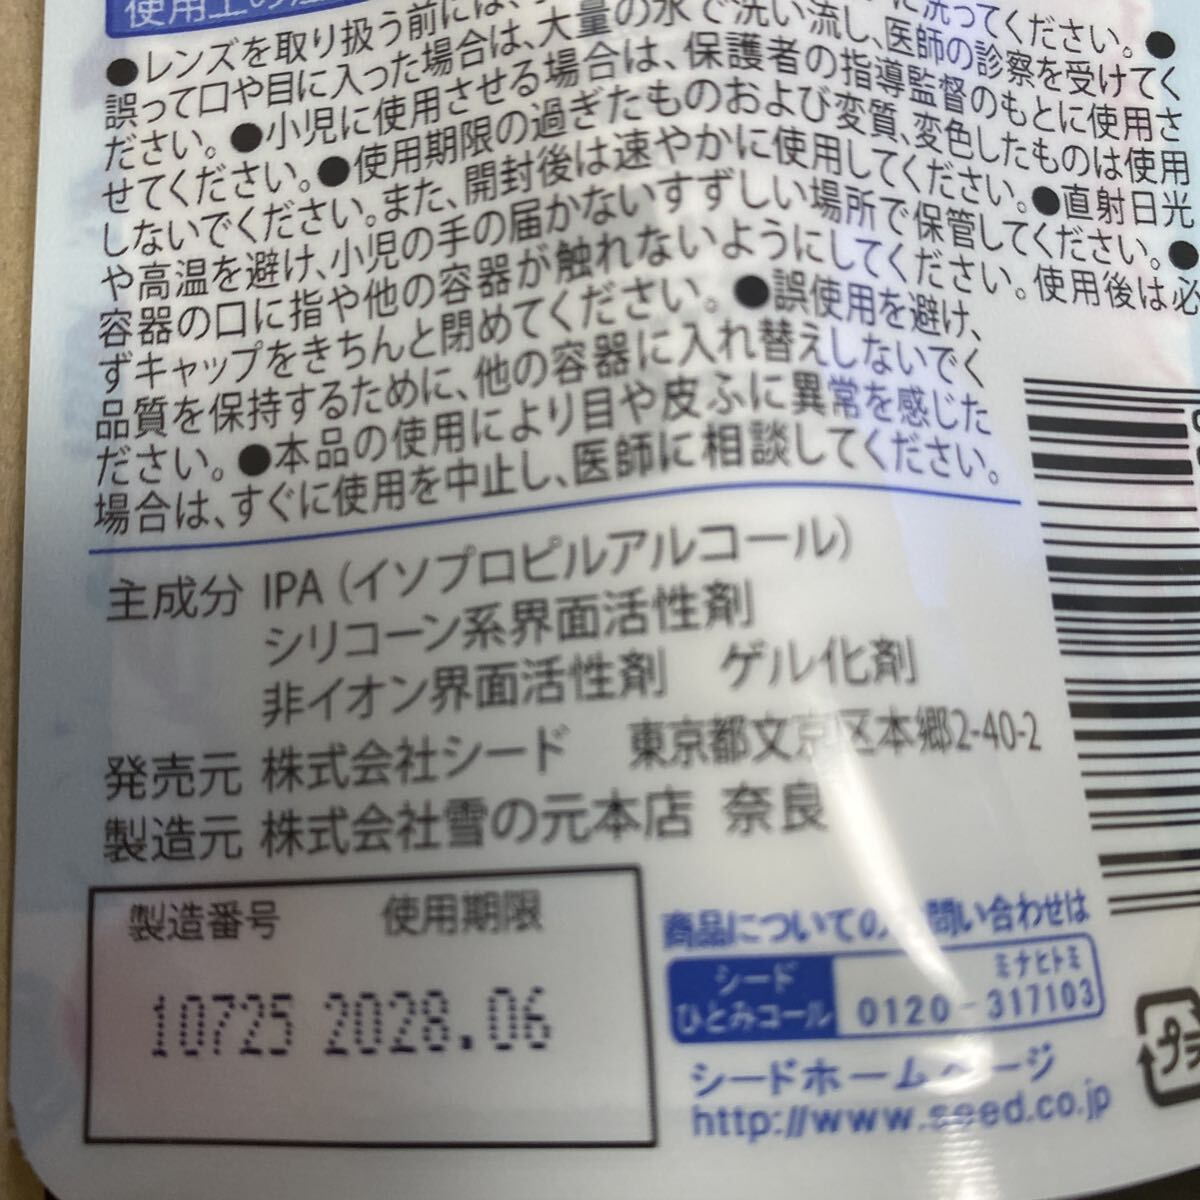 使用上の注
●レンズを取り扱う前には、 に洗ってください。●
誤って口や目に入った場合は、大量の水で洗い流し、医師の診察を受けてく
ださい。●小児に使用させる場合は、保護者の指導監督のもとに使用さ
せてください。●使用期限の過ぎたものおよび変質、変色したものは使用
しないでください。また、開封後は速やかに使用してください。●直射日光
や高温を避け、小児の手の届かないすずしい場所で保管してください。●
容器の口に指や他の容器が触れないようにしてください。使用後は必
ずキャップをきちんと閉めてください。●誤使用を避け、
品質を保持するために、他の容器に入れ替えしないでく
ださい。●本品の使用により目や皮ふに異常を感じた
場合は、すぐに使用を中止し、医師に相談してください。
主成分 IPA(イソプロピルアルコール)
シリコーン系界面活性剤
非イオン界面活性剤 ゲル化剤
発売元 株式会社シード 東京都文京区本郷2-40-2
製造元 株式会社雪の元本店 奈良
製造番号 使用期限
10725 2028.06
商品についてのお問い合わせは
シード
ひとみコール
ミナヒトミ
0120-317103
シードホームページ
http://www.seed.co.jp
プ